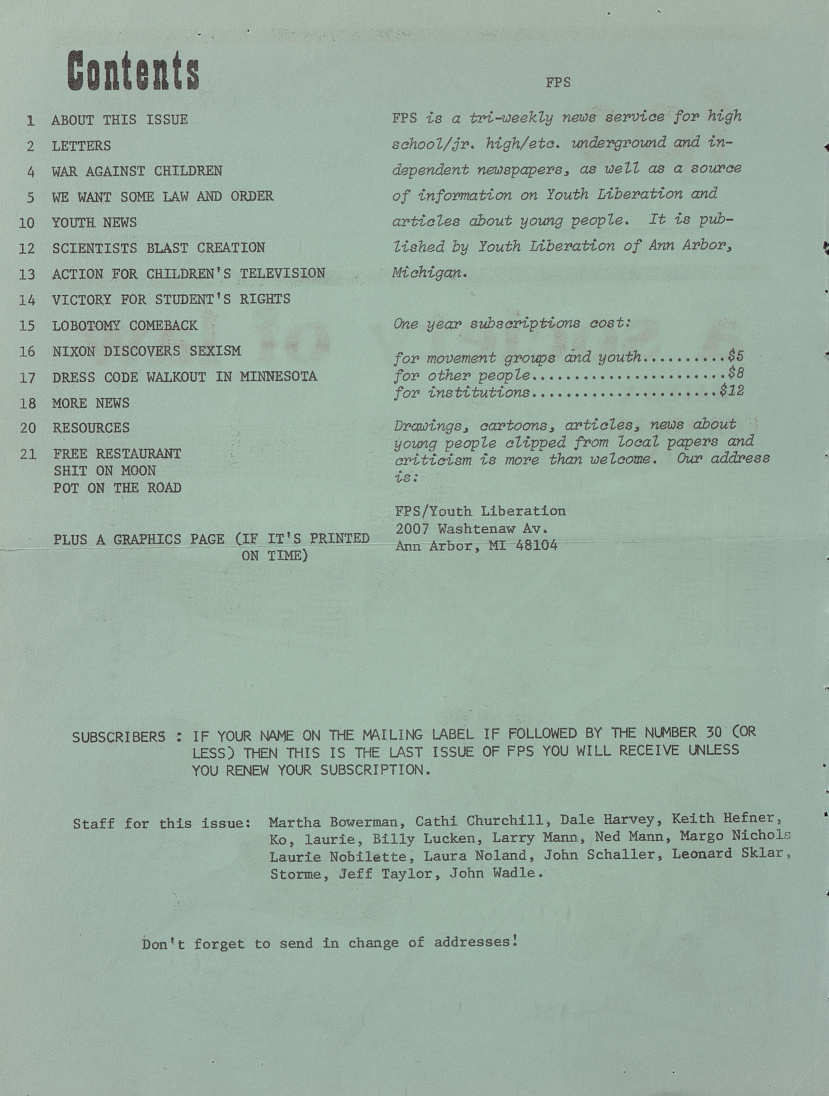 Contents
1 ABOUT THIS ISSUE
2 LETTERS
4 WAR AGAINST CHILDREN
5 WE WANT SOME LAW AND ORDER
10 YOUTH NEWS
12 SCIENTISTS BLAST CREATION
13 ACTION FOR CHILDREN'S TELEVISION
14 VICTORY FOR STUDENT'S RIGHTS
15 LOBOTOMY COMEBACK
16 NIXON DISCOVERS SEXISM
17 DRESS CODE WALKOUT IN MINNESOTA
18 MORE NEWS
20 RESOURCES
21 FREE RESTAURANT
SHIT ON MOON
POT ON THE ROAD
PLUS A GRAPHICS PAGE (IF IT'S PRINTED
ON TIME)
FPS
FPS is a tri-weekly news service for high
school/jr. high/etc. underground and in-
dependent newspapers, as well as a source
of information on Youth Liberation and
articles about young people. It is pub-
lished by Youth Liberation of Ann Arbor,
Michigan.
One year subscriptions cost:
for movement groups and youth..........$5
for other people.......................$8
for institutions......................$12
Drawings, cartoons, articles, news about
young people clipped from local papers and
criticism is more than welcome. Our address
is:
FPS/Youth Liberation
2007 Washtenaw Av.
Ann Arbor, MI 48104
SUBSCRIBERS : IF YOUR NAME ON THE MAILING LABEL IF FOLLOWED BY THE NUMBER 30 (OR
LESS) THEN THIS IS THE LAST ISSUE OF FPS YOU WILL RECEIVE UNLESS
YOU RENEW YOUR SUBSCRIPTION.
Staff for this issue: Martha Bowerman, Cathi Churchill, Dale Harvey, Keith Hefner,
Ko, laurie, Billy Lucken, Larry Mann, Ned Mann, Margo Nichols
Laurie Nobilette, Laura Noland, John Schaller, Leonard Sklar,
Storme, Jeff Taylor, John Wadle.
Don't forget to send in change of addresses!